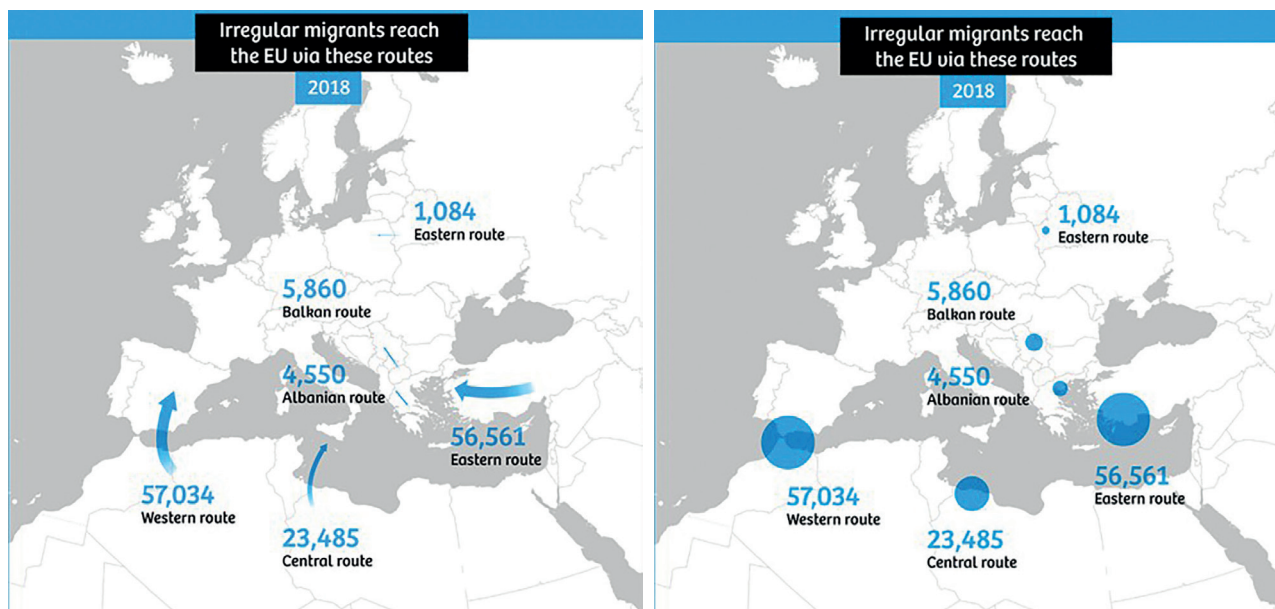 Irregular migrants reach
the EU via these routes
2018
1,084
Eastern route
5,860
Balkan route
4,550
Albanian route
56,561
Eastern route
57,034
Western route
23,485
Central route
Irregular migrants reach
the EU via these routes
2018
1,084
Eastern route
5,860
Balkan route
4,550
Albanian route
56,561
Eastern route
57,034
Western route
23,485
Central route